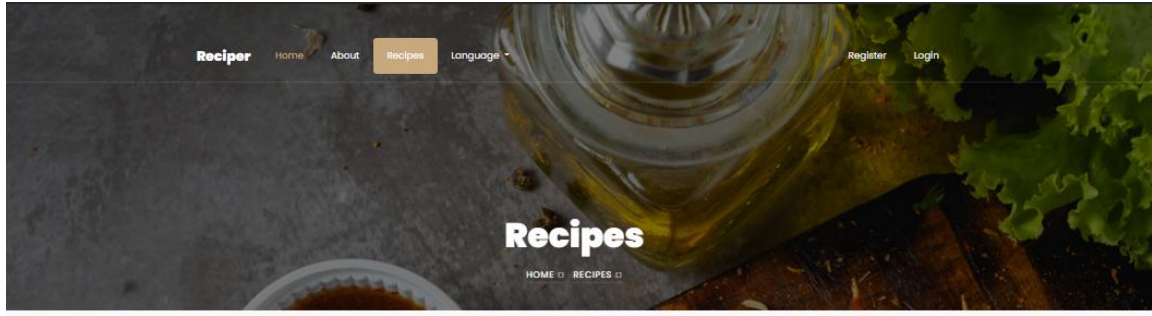 Reciper Home About Recipes Language Register Login
Recipes
HOME RECIPES